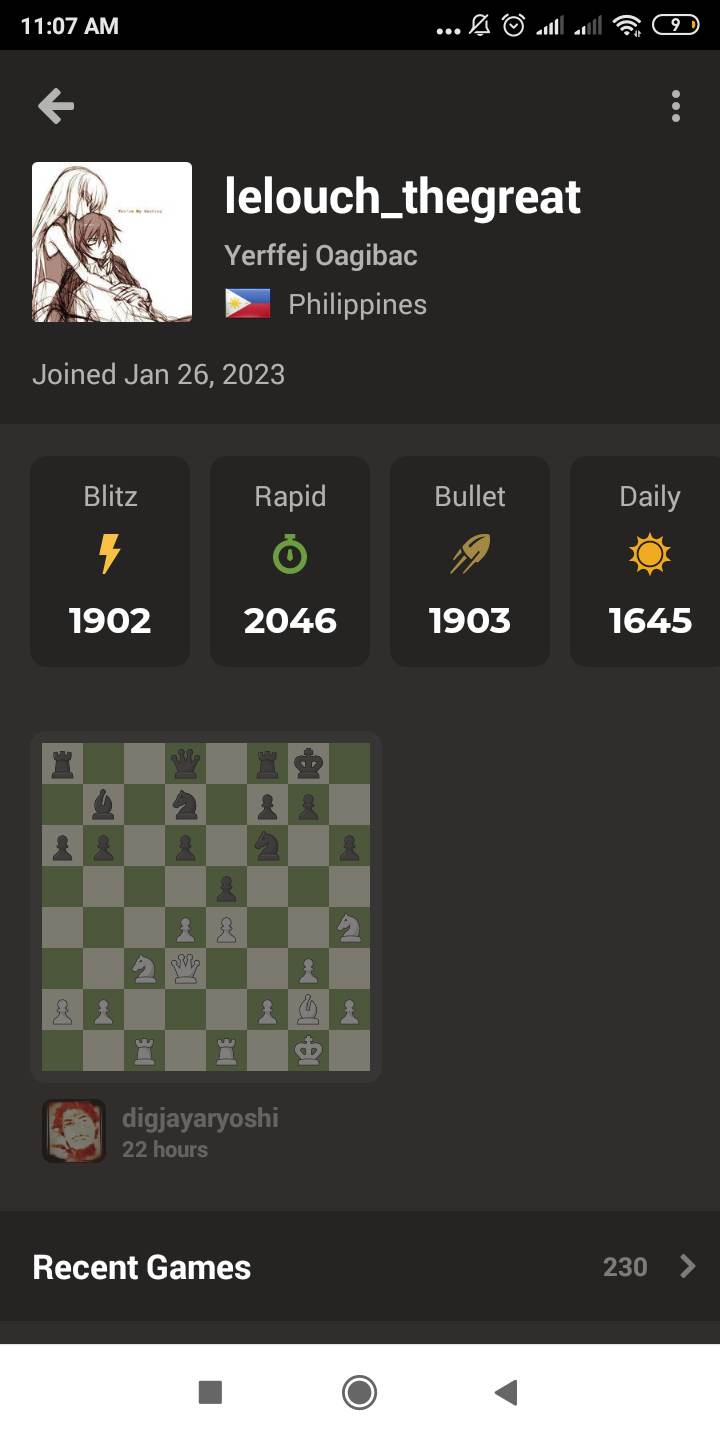 11:07 AM
9
lelouch_thegreat
Yerffej Oagibac
Philippines
Joined Jan 26, 2023
Blitz
Rapid
Bullet
Daily
1902
2046
1903
1645
digjayaryoshi
22 hours
Recent Games
230